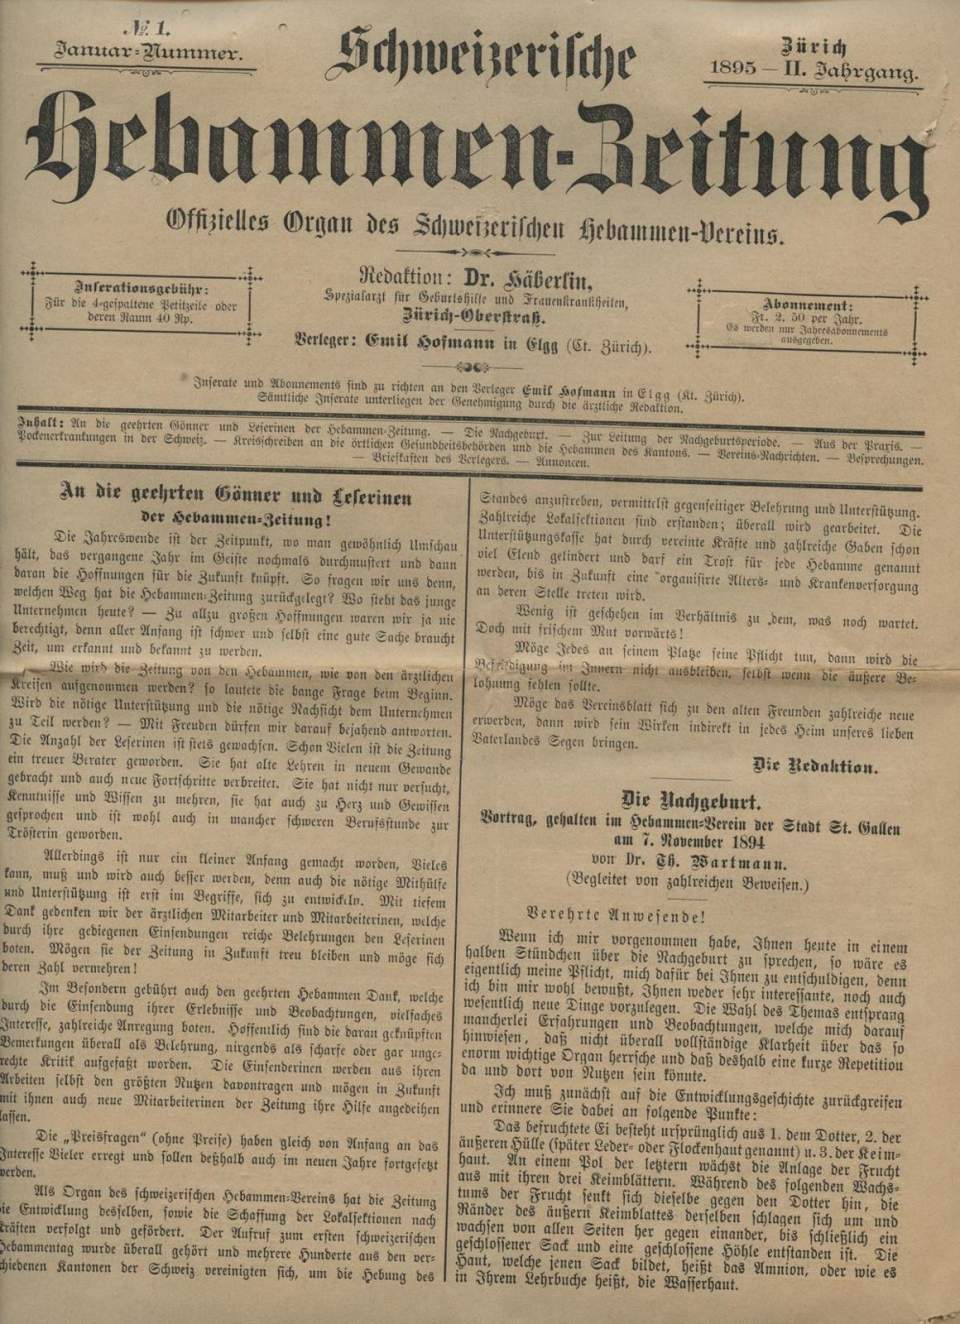 № 1.
Januar-Nummer.
Schweizerische
Zürich
1895 — II. Jahrgang.
Hebammen-Zeitung
Offizielles Organ des Schweizerischen Hebammen-Vereins.
Insertionsgebühr:
Für die 4-gespaltene Petitzeile oder
deren Raum 40 Rp.
Redaktion: Dr. Häberlin,
Spezialarzt für Geburtshilfe und Frauenkrankheiten,
Zürich-Oberstraß.
Verleger: Emil Hofmann in Elgg (Ct. Zürich).
Abonnement:
Fr. 2. 50 per Jahr.
Es werden nur Jahresabonnements
ausgegeben.
Inserate und Abonnements sind zu richten an den Verleger Emil Hofmann in Elgg (Kt. Zürich).
Sämtliche Inserate unterliegen der Genehmigung durch die ärztliche Redaktion.
Inhalt: An die geehrten Gönner und Leserinen der Hebammen-Zeitung. — Die Nachgeburt. — Zur Leitung der Nachgeburtsperiode. — Aus der Praxis. —
Pockenerkrankungen in der Schweiz. — Kreisschreiben an die örtlichen Gesundheitsbehörden und die Hebammen des Kantons. — Vereins-Nachrichten. — Besprechungen.
— Briefkasten des Verlegers. — Annoncen.
An die geehrten Gönner und Leserinen
der Hebammen-Zeitung!
Die Jahreswende ist der Zeitpunkt, wo man gewöhnlich Umschau
hält, das vergangene Jahr im Geiste nochmals durchmustert und dann
daran die Hoffnungen für die Zukunft knüpft. So fragen wir uns denn,
welchen Weg hat die Hebammen-Zeitung zurückgelegt? Wo steht das junge
Unternehmen heute? — Zu allzu großen Hoffnungen waren wir ja nie
berechtigt, denn aller Anfang ist schwer und selbst eine gute Sache braucht
Zeit, um erkannt und bekannt zu werden.
Wie wird die Zeitung von den Hebammen, wie von den ärztlichen
Kreisen aufgenommen werden? so lautete die bange Frage beim Beginn.
Wird die nötige Unterstützung und die nötige Nachsicht dem Unternehmen
zu Teil werden? — Mit Freuden dürfen wir darauf bejahend antworten.
Die Anzahl der Leserinen ist stets gewachsen. Schon Vielen ist die Zeitung
ein treuer Berater geworden. Sie hat alte Lehren in neuem Gewande
gebracht und auch neue Fortschritte verbreitet. Sie hat nicht nur versucht,
Kenntnisse und Wissen zu mehren, sie hat auch zu Herz und Gewissen
gesprochen und ist wohl auch in mancher schweren Berufsstunde zur
Trösterin geworden.
Allerdings ist nur ein kleiner Anfang gemacht worden, Vieles
kann, muß und wird auch besser werden, denn auch die nötige Mithülfe
und Unterstützung ist erst im Begriffe, sich zu entwickeln. Mit tiefem
Dank gedenken wir der ärztlichen Mitarbeiter und Mitarbeiterinen, welche
durch ihre gediegenen Einsendungen reiche Belehrungen den Leserinen
boten. Mögen sie der Zeitung in Zukunft treu bleiben und möge sich
deren Zahl vermehren!
Im Besondern gebührt auch den geehrten Hebammen Dank, welche
durch die Einsendung ihrer Erlebnisse und Beobachtungen, vielfaches
Interesse, zahlreiche Anregung boten. Hoffentlich sind die daran geknüpften
Bemerkungen überall als Belehrung, nirgends als scharfe oder gar unge-
rechte Kritik aufgefaßt worden. Die Einsenderinen werden aus ihren
Arbeiten selbst den größten Nutzen davontragen und mögen in Zukunft
mit ihnen auch neue Mitarbeiterinen der Zeitung ihre Hilfe angedeihen
lassen.
Die „Preisfragen“ (ohne Preise) haben gleich von Anfang an das
Interesse Vieler erregt und sollen deßhalb auch im neuen Jahre fortgesetzt
werden.
Als Organ des schweizerischen Hebammen-Vereins hat die Zeitung
die Entwicklung desselben, sowie die Schaffung der Lokalsektionen nach
Kräften verfolgt und gefördert. Der Aufruf zum ersten schweizerischen
Hebammentag wurde überall gehört und mehrere Hunderte aus den ver-
schiedenen Kantonen der Schweiz vereinigten sich, um die Hebung des
Standes anzustreben, vermittelst gegenseitiger Belehrung und Unterstützung.
Zahlreiche Lokalsektionen sind erstanden; überall wird gearbeitet. Die
Unterstützungskasse hat durch vereinte Kräfte und zahlreiche Gaben schon
viel Elend gelindert und darf ein Trost für jede Hebamme genannt
werden, bis in Zukunft eine organisirte Alters- und Krankenversorgung
an deren Stelle treten wird.
Wenig ist geschehen im Verhältnis zu dem, was noch wartet.
Doch mit frischem Mut vorwärts!
Möge Jedes an seinem Platze seine Pflicht tun, dann wird die
Befriedigung im Innern nicht ausbleiben, selbst wenn die äußere Be-
lohnung fehlen sollte.
Möge das Vereinsblatt sich zu den alten Freunden zahlreiche neue
erwerben, dann wird sein Wirken indirekt in jedes Heim unseres lieben
Vaterlandes Segen bringen.
Die Redaktion.
Die Nachgeburt.
Vortrag, gehalten im Hebammen-Verein der Stadt St. Gallen
am 7. November 1894
von Dr. Th. Wartmann.
(Begleitet von zahlreichen Beweisen.)
Verehrte Anwesende!
Wenn ich mir vorgenommen habe, Ihnen heute in einem
halben Stündchen über die Nachgeburt zu sprechen, so wäre es
eigentlich meine Pflicht, mich dafür bei Ihnen zu entschuldigen, denn
ich bin mir wohl bewußt, Ihnen weder sehr interessante, noch auch
wesentlich neue Dinge vorzulegen. Die Wahl des Themas entsprang
mancherlei Erfahrungen und Beobachtungen, welche mich darauf
hinwiesen, daß nicht überall vollständige Klarheit über das so
enorm wichtige Organ herrsche und daß deshalb eine kurze Repetition
da und dort von Nutzen sein könnte.
Ich muß zunächst auf die Entwicklungsgeschichte zurückgreifen
und erinnere Sie dabei an folgende Punkte:
Das befruchtete Ei besteht ursprünglich aus 1. dem Dotter, 2. der
äußeren Hülle (später Leder- oder Flockenhaut genannt) u. 3. der Keim-
haut. An einem Pol der letztern wächst die Anlage der Frucht
aus mit ihren drei Keimblättern. Während des folgenden Wachs-
tums der Frucht senkt sich dieselbe gegen den Dotter hin, die
Ränder des äußern Keimblattes derselben schlagen sich um und
wachsen von allen Seiten her gegen einander, bis schließlich ein
geschlossener Sack und eine geschlossene Höhle entstanden ist. Die
Haut, welche jenen Sack bildet, heißt das Amnion, oder wie es
in Ihrem Lehrbuche heißt, die Wasserhaut.